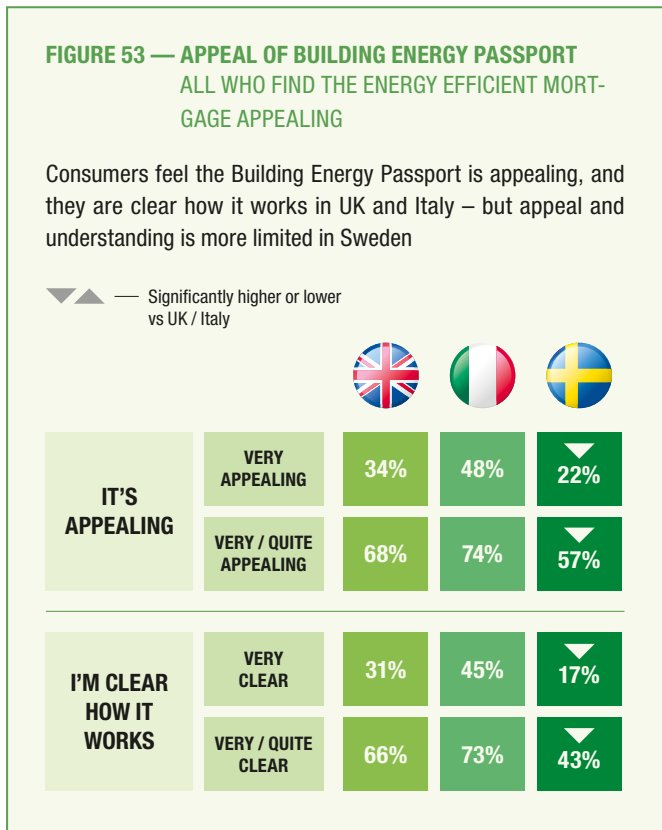 FIGURE 53 — APPEAL OF BUILDING ENERGY PASSPORT
ALL WHO FIND THE ENERGY EFFICIENT MORT-
GAGE APPEALING
Consumers feel the Building Energy Passport is appealing, and
they are clear how it works in UK and Italy – but appeal and
understanding is more limited in Sweden
— Significantly higher or lower
vs UK / Italy
IT'S
APPEALING
VERY
APPEALING
34%
48%
22%
VERY / QUITE
APPEALING
68%
74%
57%
I'M CLEAR
HOW IT
WORKS
VERY
CLEAR
31%
45%
17%
VERY / QUITE
CLEAR
66%
73%
43%